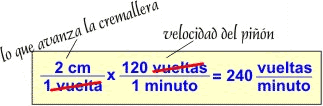 lo que avanza la cremallera
velocidad del piñón
2 cm / 1 vuelta x 120 vueltas / 1 minuto = 240 vueltas / minuto